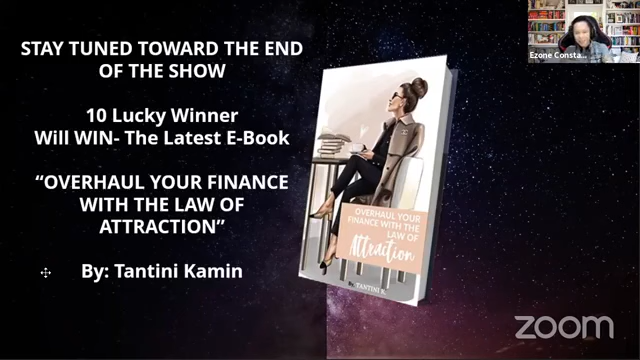 STAY TUNED TOWARD THE END
OF THE SHOW
10 Lucky Winner
Will WIN- The Latest E-Book
“OVERHAUL YOUR FINANCE
WITH THE LAW OF
ATTRACTION”
By: Tantini Kamin
OVERHAUL YOUR
FINANCE WITH THE
LAW OF
Attraction
BY TANTINI K.
Ezone Consta...
zoom